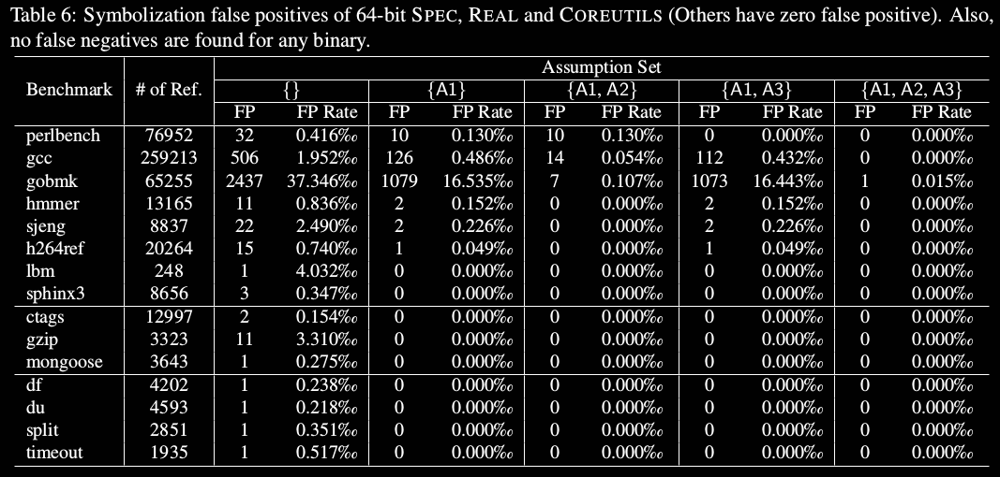 Table 6: Symbolization false positives of 64-bit SPEC, REAL and COREUTILS (Others have zero false positive). Also,
no false negatives are found for any binary.
Assumption Set
Benchmark # of Ref. {} {A1} {A1, A2} {A1, A3} {A1, A2, A3}
FP FP Rate FP FP Rate FP FP Rate FP FP Rate FP FP Rate
perlbench 76952 32 0.416‰ 10 0.130‰ 10 0.130‰ 0 0.000‰ 0 0.000‰
gcc 259213 506 1.952‰ 126 0.486‰ 14 0.054‰ 112 0.432‰ 0 0.000‰
gobmk 65255 2437 37.346‰ 1079 16.535‰ 7 0.107‰ 1073 16.443‰ 1 0.015‰
hmmer 13165 11 0.836‰ 2 0.152‰ 0 0.000‰ 2 0.152‰ 0 0.000‰
sjeng 8837 22 2.490‰ 2 0.226‰ 0 0.000‰ 2 0.226‰ 0 0.000‰
h264ref 20264 15 0.740‰ 1 0.049‰ 0 0.000‰ 1 0.049‰ 0 0.000‰
lbm 248 1 4.032‰ 0 0.000‰ 0 0.000‰ 0 0.000‰ 0 0.000‰
sphinx3 8656 3 0.347‰ 0 0.000‰ 0 0.000‰ 0 0.000‰ 0 0.000‰
ctags 12997 2 0.154‰ 0 0.000‰ 0 0.000‰ 0 0.000‰ 0 0.000‰
gzip 3323 11 3.310‰ 0 0.000‰ 0 0.000‰ 0 0.000‰ 0 0.000‰
mongoose 3643 1 0.275‰ 0 0.000‰ 0 0.000‰ 0 0.000‰ 0 0.000‰
df 4202 1 0.238‰ 0 0.000‰ 0 0.000‰ 0 0.000‰ 0 0.000‰
du 4593 1 0.218‰ 0 0.000‰ 0 0.000‰ 0 0.000‰ 0 0.000‰
split 2851 1 0.351‰ 0 0.000‰ 0 0.000‰ 0 0.000‰ 0 0.000‰
timeout 1935 1 0.517‰ 0 0.000‰ 0 0.000‰ 0 0.000‰ 0 0.000‰